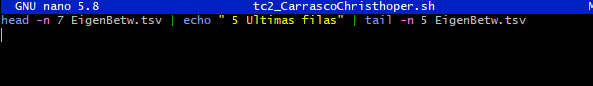 GNU nano 5.8 tc2_CarrascoChristhoper.sh M
head -n 7 EigenBetw.tsv | echo " 5 Ultimas filas" | tail -n 5 EigenBetw.tsv